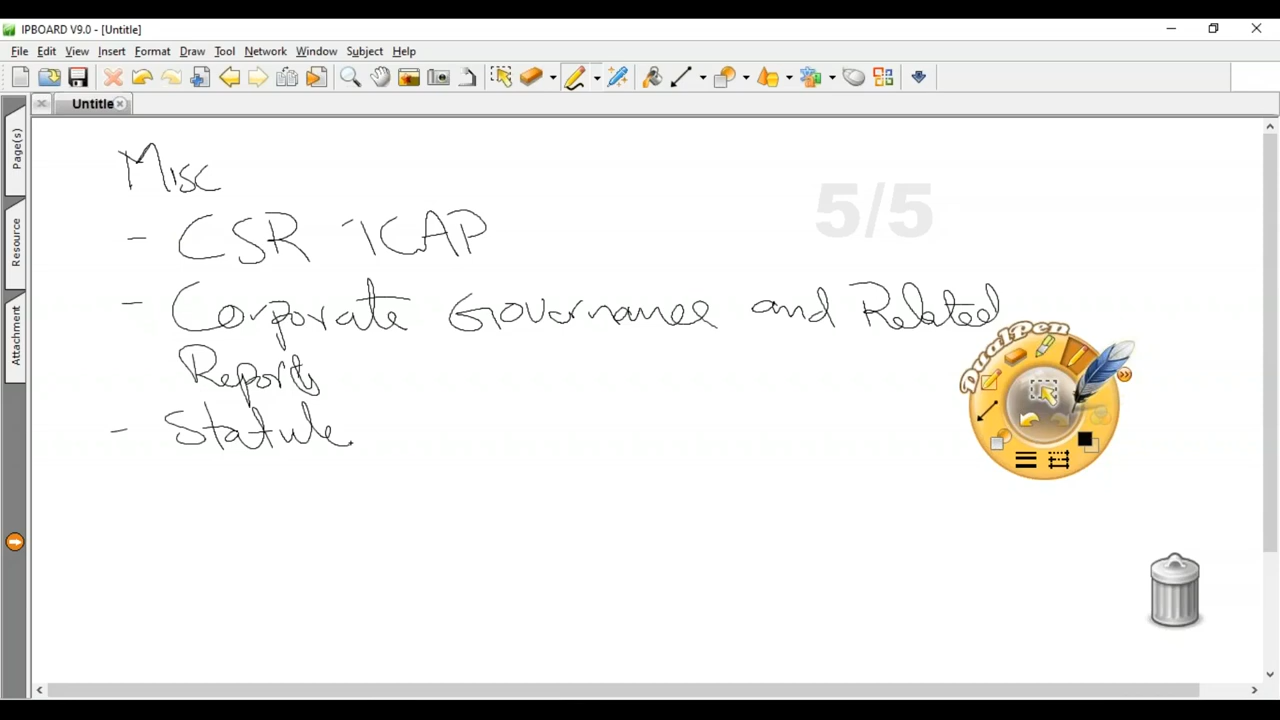 IPBOARD V9.0 - [Untitle]
File Edit View Insert Format Draw Tool Network Window Subject Help
Untitle
Page(s)
Resource
Attachment
Misc
5/5
- CSR ICAP
- Corporate Governance and Related
Reports
- Statute
DualPen